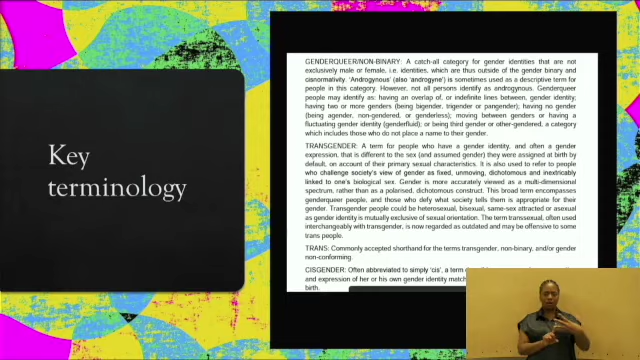 Key
terminology
GENDERQUEER/NON-BINARY: A catch-all category for gender identities that are not
exclusively male or female, i.e. identities, which are thus outside of the gender binary and
cisnormativity. 'Androgynous' (also 'androgyne') is sometimes used as a descriptive term for
people in this category. However, not all persons identify as androgynous. Genderqueer
people may identify as: having an overlap of, or indefinite lines between, gender identity;
having two or more genders (being bigender, trigender or pangender); having no gender
(being agender, non-gendered, or genderless); moving between genders or having a
fluctuating gender identity (genderfluid); or being third gender or other-gendered, a category
which includes those who do not place a name to their gender.
TRANSGENDER: A term for people who have a gender identity, and often a gender
expression, that is different to the sex (and assumed gender) they were assigned at birth by
default, on account of their primary sexual characteristics. It is also used to refer to people
who challenge society's view of gender as fixed, unmoving, dichotomous and inextricably
linked to one's biological sex. Gender is more accurately viewed as a multi-dimensional
spectrum, rather than as a polarised, dichotomous construct. This broad term encompasses
genderqueer people, and those who defy what society tells them is appropriate for their
gender. Transgender people could be heterosexual, bisexual, same-sex attracted or asexual
as gender identity is mutually exclusive of sexual orientation. The term transsexual, often used
interchangeably with transgender, is now regarded as outdated and may be offensive to some
trans people.
TRANS: Commonly accepted shorthand for the terms transgender, non-binary, and/or gender
non-conforming.
CISGENDER: Often abbreviated to simply 'cis', a term
and expression of her or his own gender identity
birth.